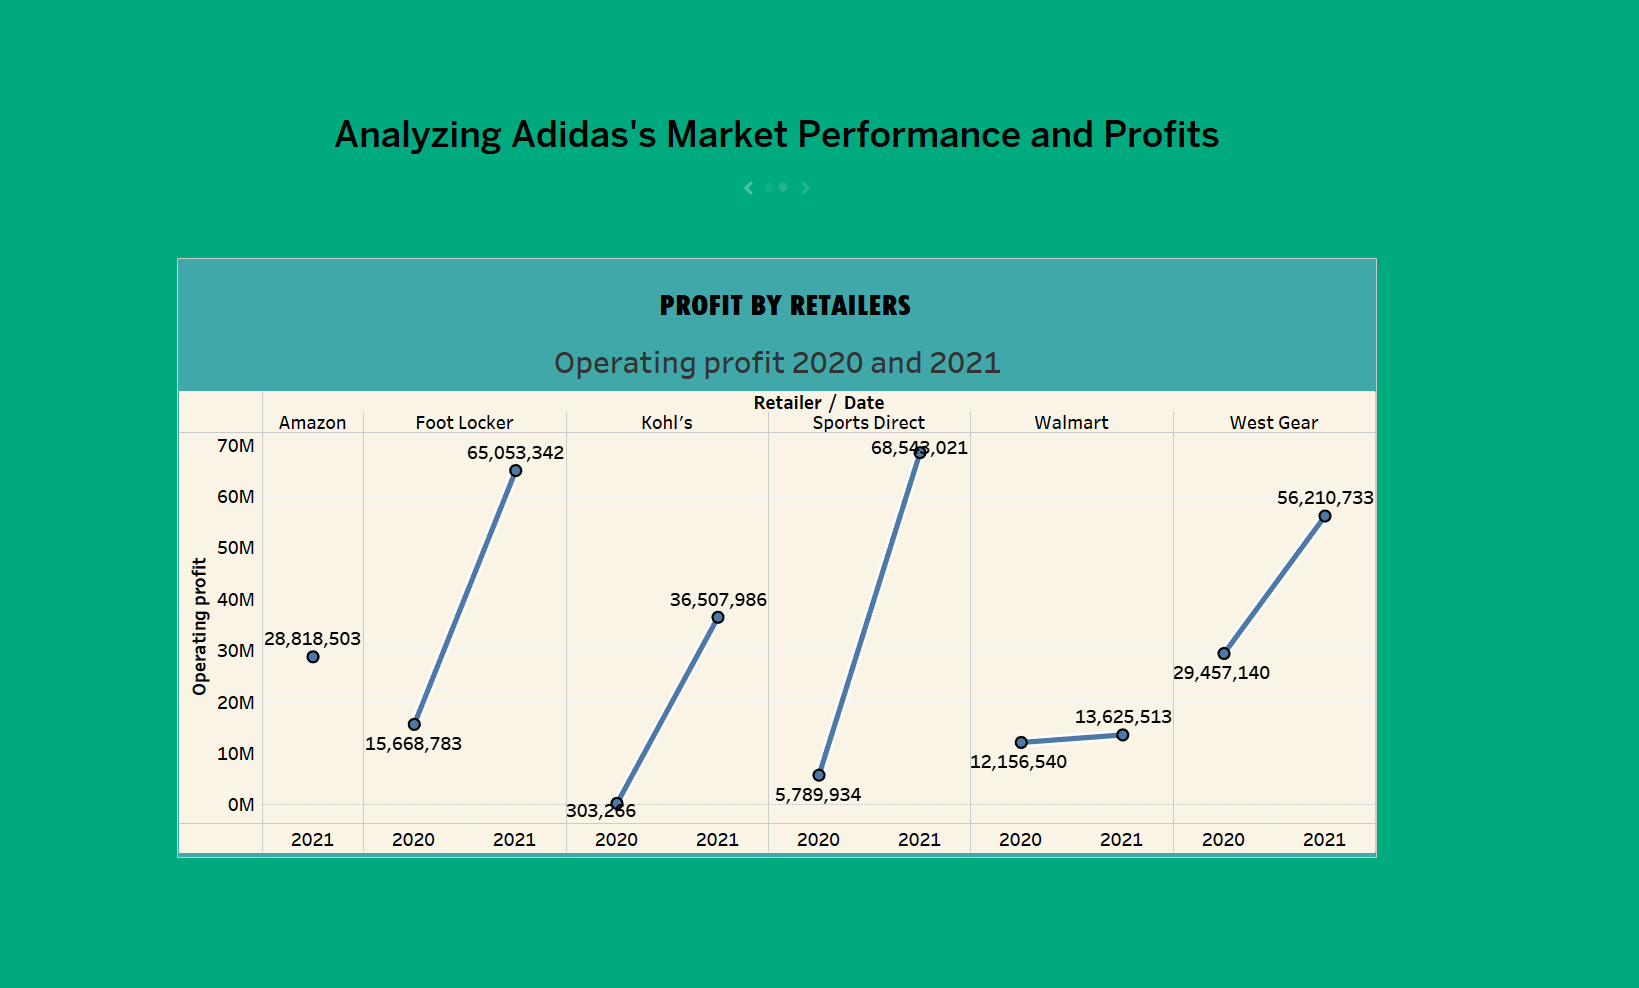 Analyzing Adidas's Market Performance and Profits
PROFIT BY RETAILERS
Operating profit 2020 and 2021
Retailer / Date
Amazon Foot Locker Kohl's Sports Direct Walmart West Gear
Operating profit
70M
60M
50M
40M
30M
20M
10M
0M
28,818,503
15,668,783
65,053,342
303,266
36,507,986
5,789,934
68,543,021
12,156,540
13,625,513
29,457,140
56,210,733
2021 2020 2021 2020 2021 2020 2021 2020 2021 2020 2021